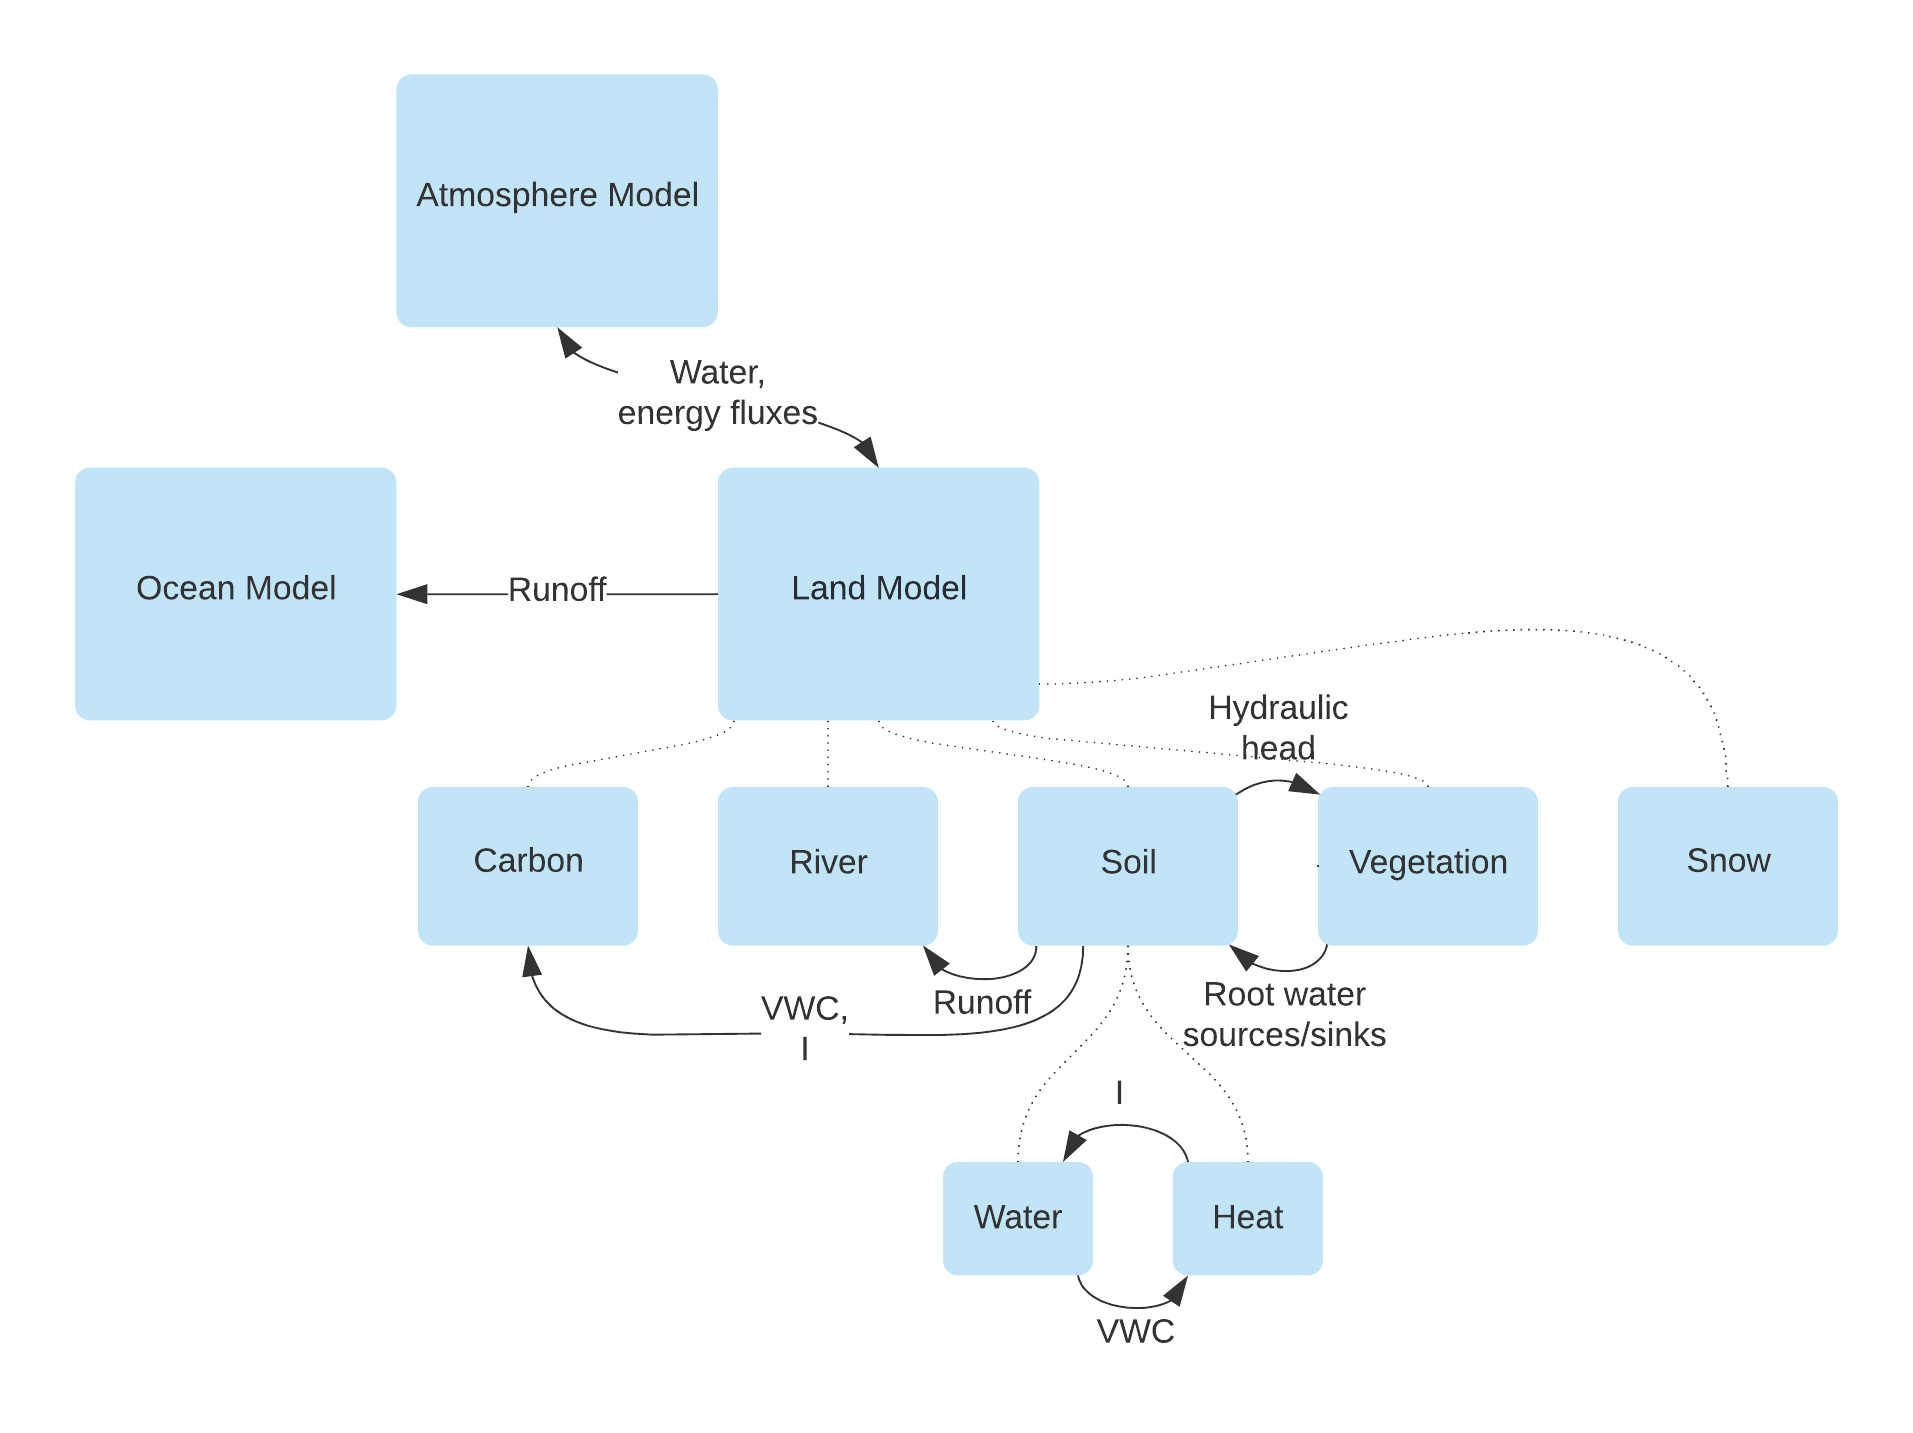 Atmosphere Model
Water,
energy fluxes
Ocean Model
Runoff
Land Model
Hydraulic
head
Carbon
River
Soil
Vegetation
Snow
Runoff
VWC,
I
Root water
sources/sinks
I
Water
Heat
VWC